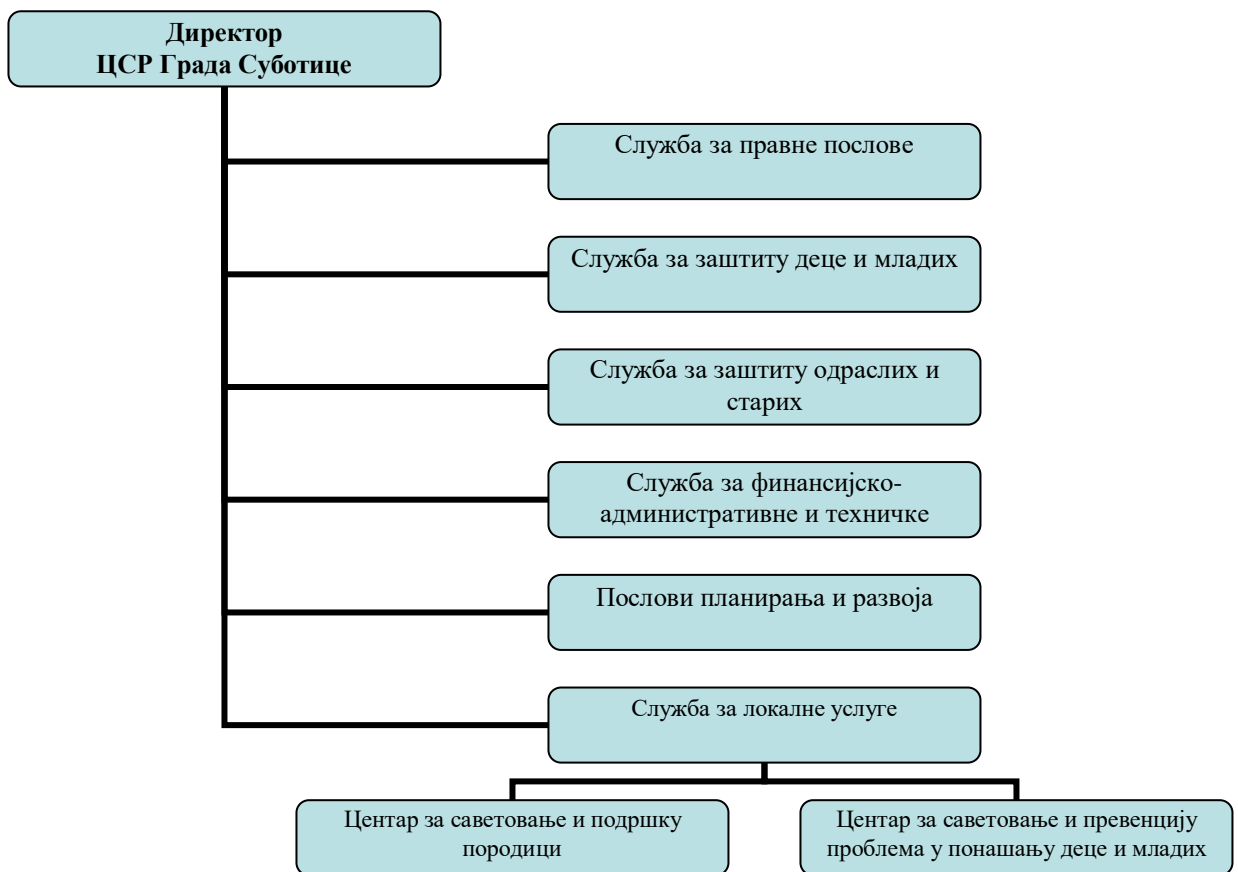 Директор
ЦСР Града Суботице
Служба за правне послове
Служба за заштиту деце и младих
Служба за заштиту одраслих и
старих
Служба за финансијско-
административне и техничке
Послови планирања и развоја
Служба за локалне услуге
Центар за саветовање и подршку
породици
Центар за саветовање и превенцију
проблема у понашању деце и младих